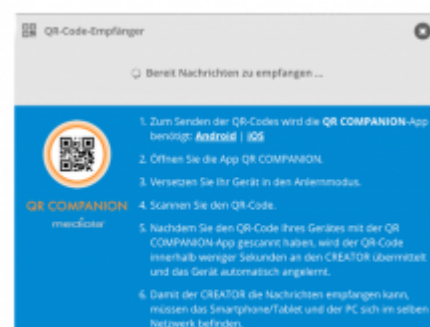 QR-Code-Empfänger
Bereit Nachrichten zu empfangen ...
1. Zum Senden der QR-Codes wird die QR COMPANION-App
benötigt: Android | iOS
2. Öffnen Sie die App QR COMPANION.
3. Versetzen Sie Ihr Gerät in den Anlernmodus.
QR COMPANION
mediola
4. Scannen Sie den QR-Code.
5. Nachdem Sie den QR-Code Ihres Gerätes mit der QR
COMPANION-App gescannt haben, wird der QR-Code
innerhalb weniger Sekunden an den CREATOR übermittelt
und das Gerät automatisch angelernt.
6. Damit der CREATOR die Nachrichten empfangen kann,
müssen das Smartphone/Tablet und der PC sich im selben
Netzwerk befinden.